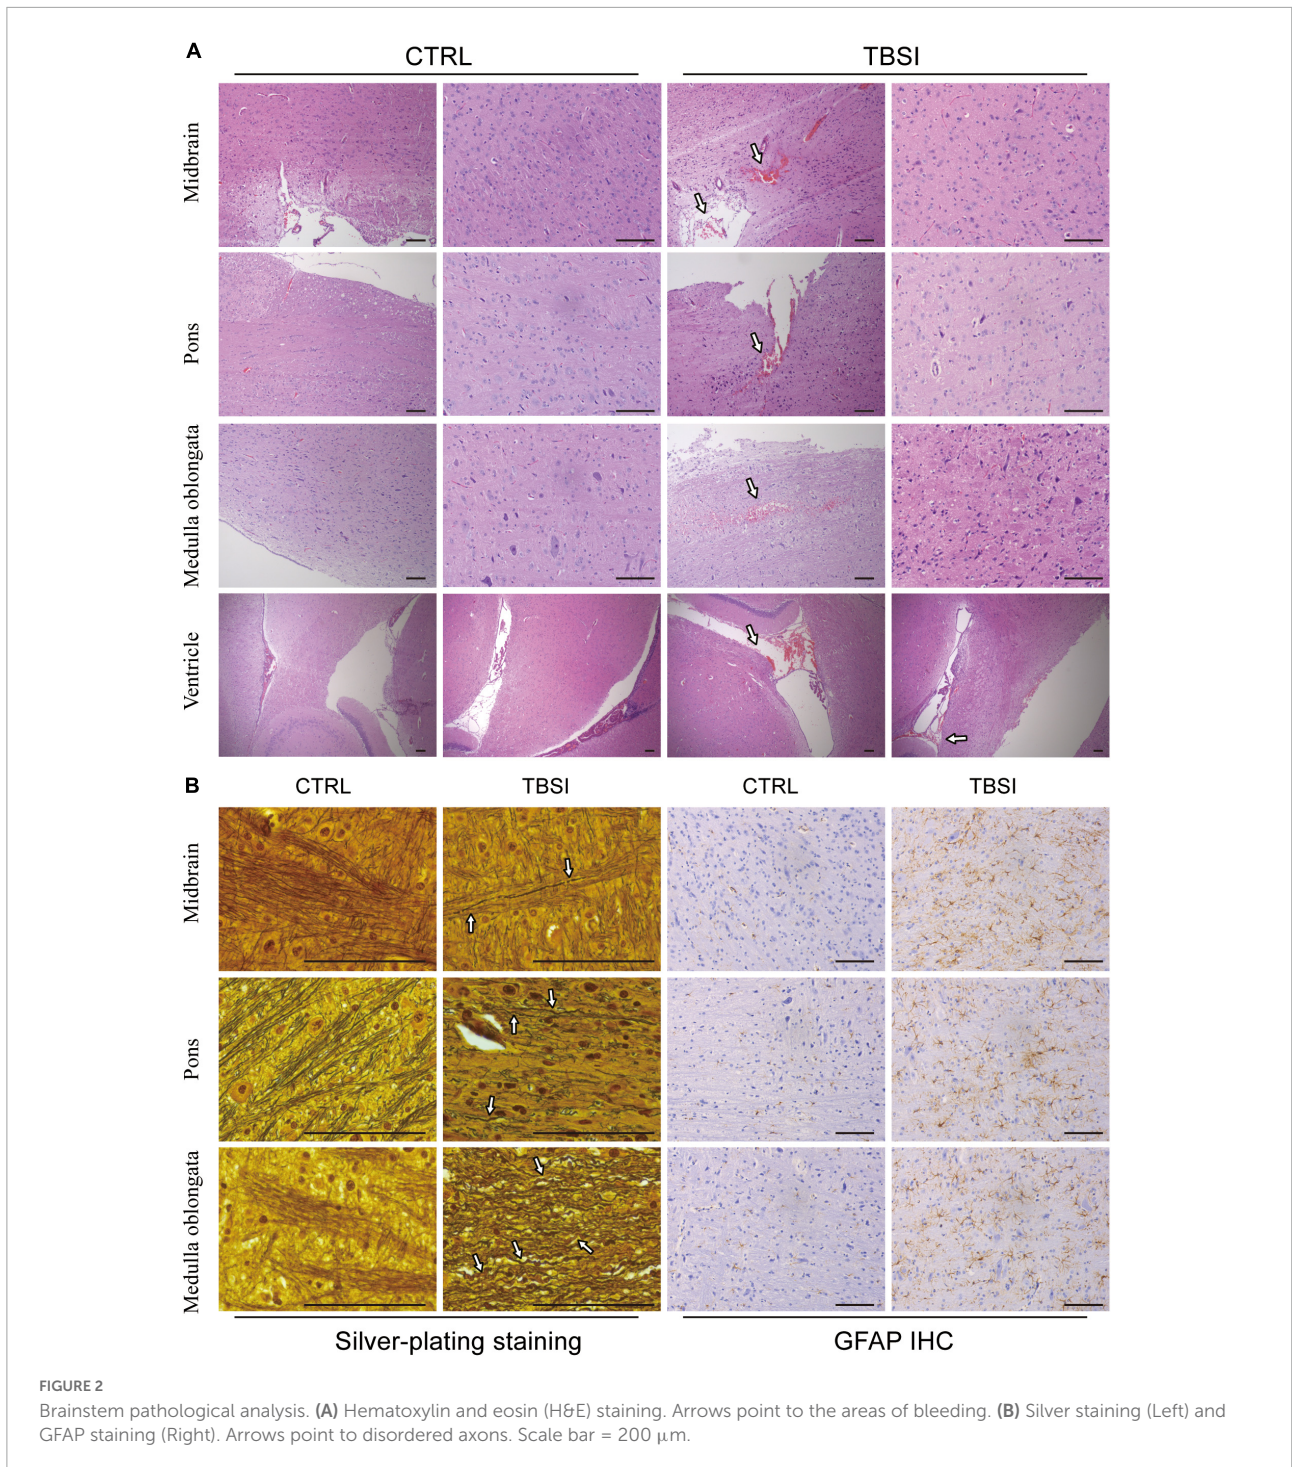 A
CTRL
TBSI
Midbrain
Pons
Medulla oblongata
Ventricle
B
CTRL
TBSI
CTRL
TBSI
Midbrain
Pons
Medulla oblongata
Silver-plating staining
GFAP IHC
FIGURE 2
Brainstem pathological analysis. (A) Hematoxylin and eosin (H&E) staining. Arrows point to the areas of bleeding. (B) Silver staining (Left) and
GFAP staining (Right). Arrows point to disordered axons. Scale bar = 200 μm.